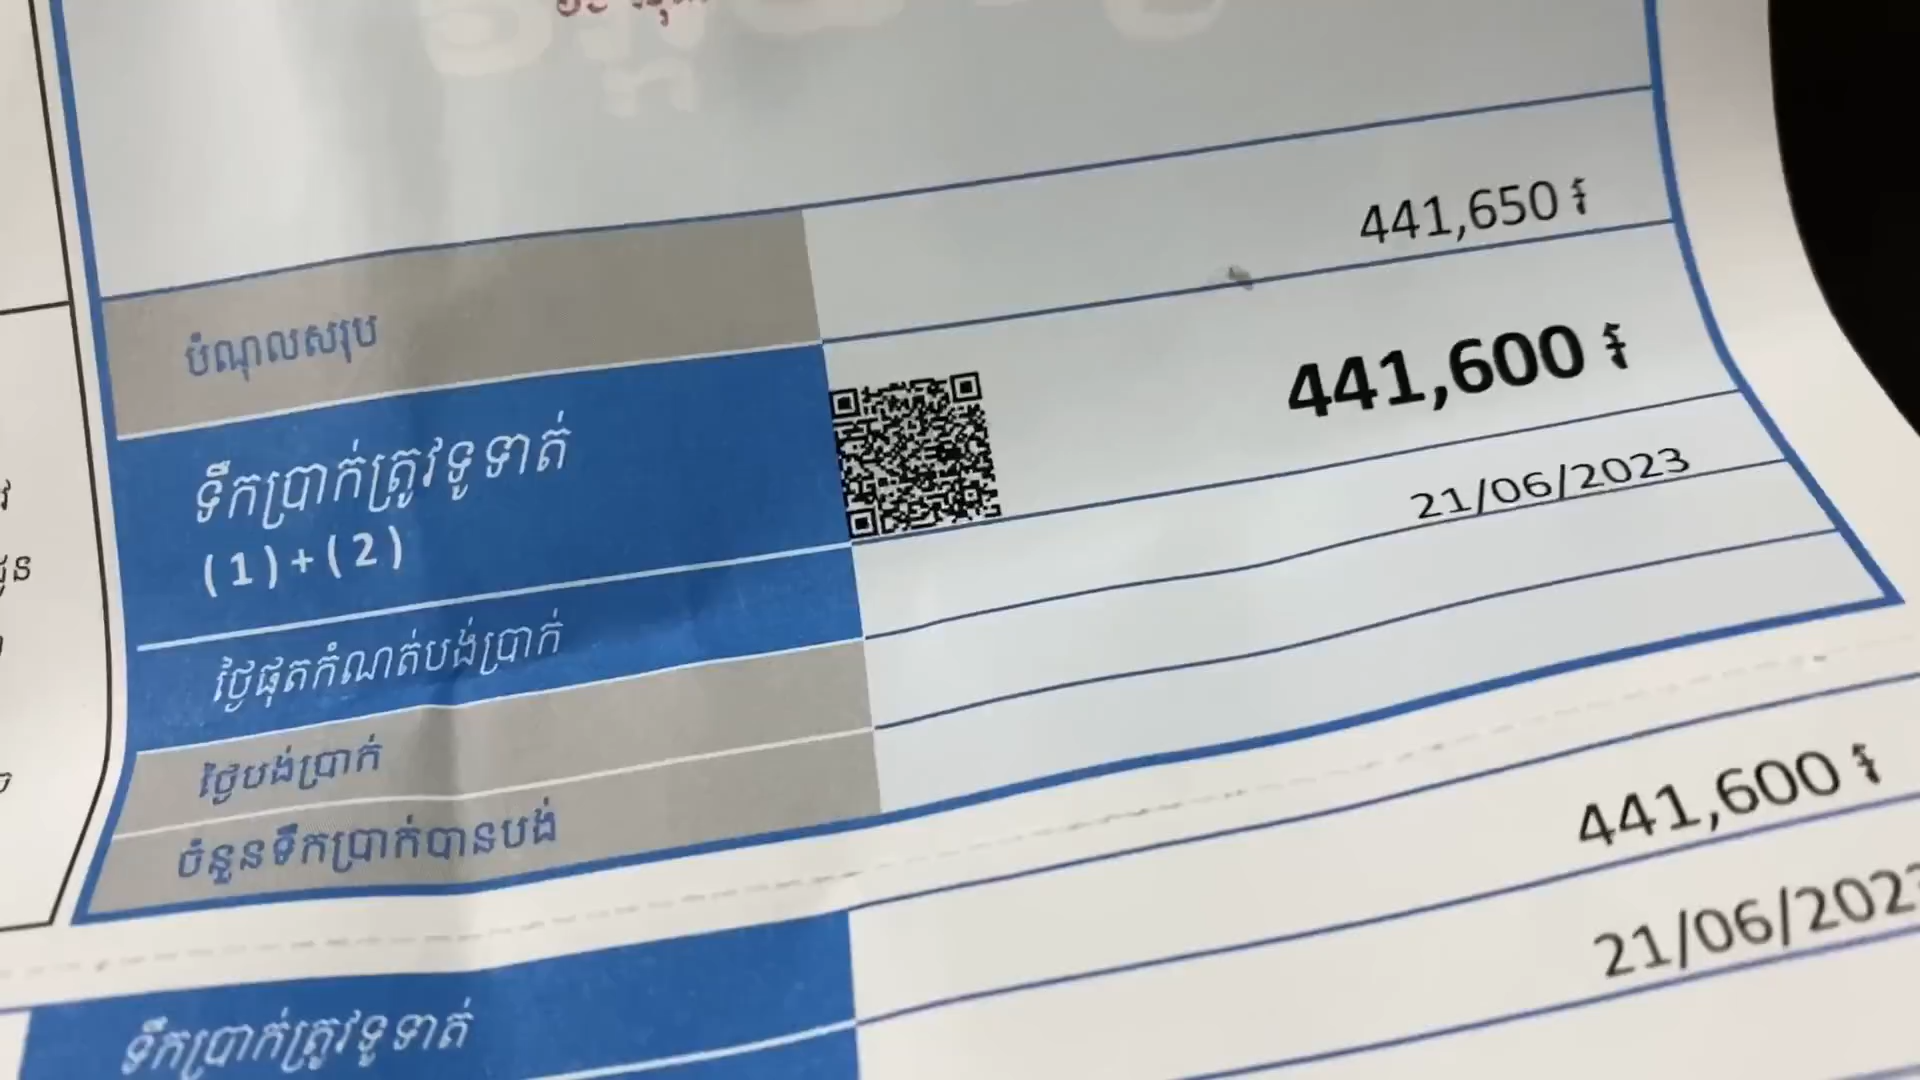 441,650 ៛
បំណុលសរុប
441,600 ៛
ទឹកប្រាក់ត្រូវទូទាត់
(1)+(2)
21/06/2023
ថ្ងៃផុតកំណត់បង់ប្រាក់
ថ្ងៃបង់ប្រាក់
ចំនួនទឹកប្រាក់បានបង់
441,600 ៛
ទឹកប្រាក់ត្រូវទូទាត់
21/06/2023